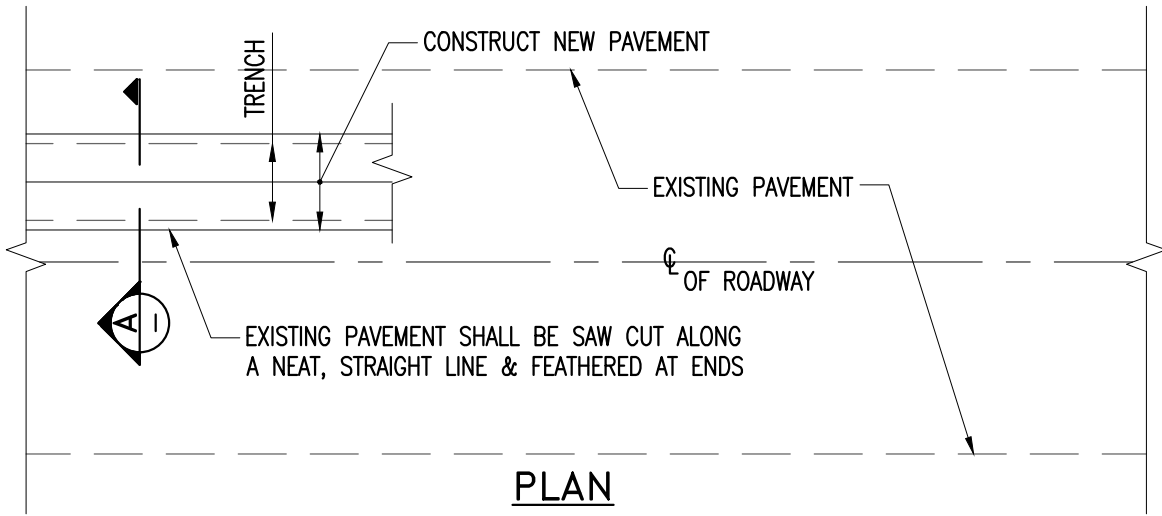 CONSTRUCT NEW PAVEMENT
TRENCH
EXISTING PAVEMENT
℄ OF ROADWAY
A
EXISTING PAVEMENT SHALL BE SAW CUT ALONG
A NEAT, STRAIGHT LINE & FEATHERED AT ENDS
PLAN